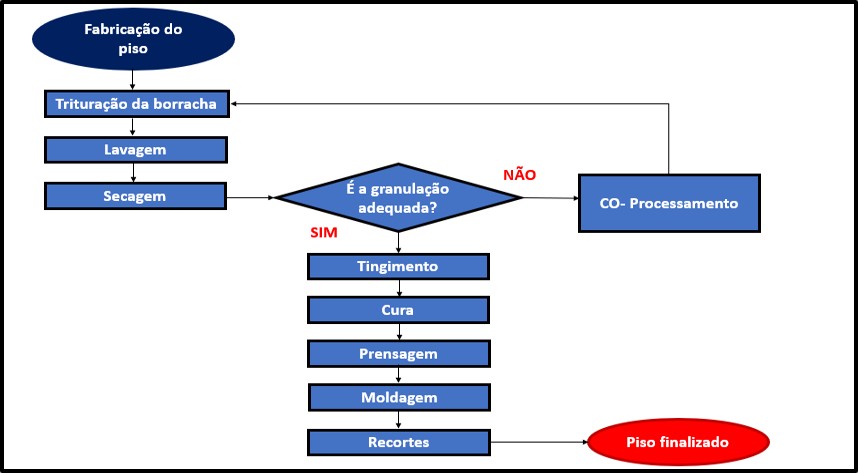 Fabricação do
piso
Trituração da borracha
Lavagem
Secagem
É a granulação
adequada?
NÃO
CO- Processamento
SIM
Tingimento
Cura
Prensagem
Moldagem
Recortes
Piso finalizado